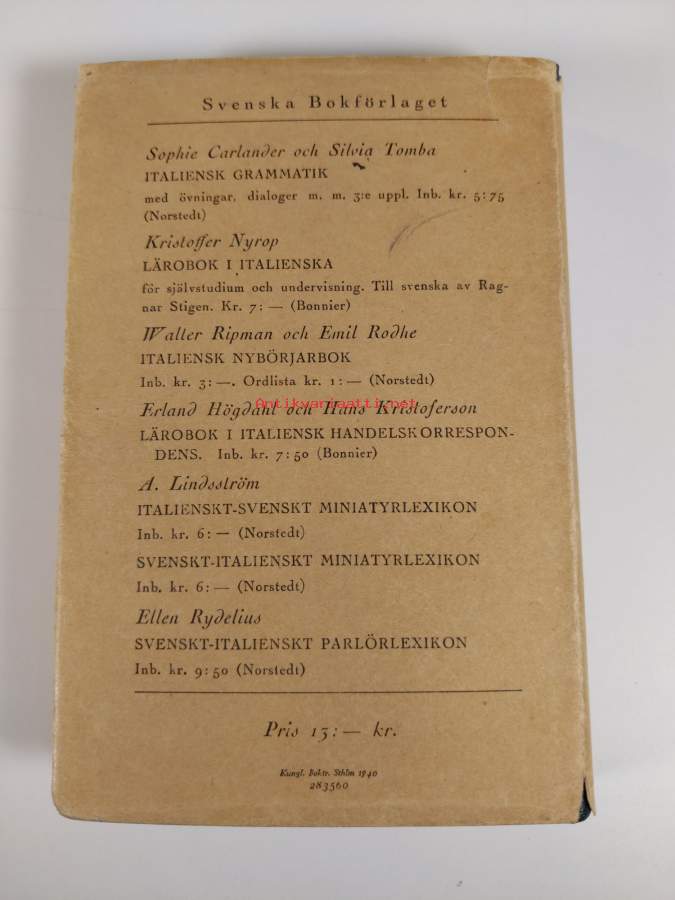 Svenska Bokförlaget
Sophie Carlander och Silvia Tomba
ITALIENSK GRAMMATIK
med övningar, dialoger m. m. 3:e uppl. Inb. kr. 5:75
(Norstedt)
Kristoffer Nyrop
LÄROBOK I ITALIENSKA
för självstudium och undervisning. Till svenska av Rag-
nar Stigen. Kr. 7: — (Bonnier)
Walter Ripman och Emil Rodhe
ITALIENSK NYBÖRJARBOK
Inb. kr. 3: —. Ordlista kr. 1: — (Norstedt)
Antikvariaatti.net
Erland Högdahl och Hans Kristoferson
LÄROBOK I ITALIENSK HANDELSKORRESPON-
DENS. Inb. kr. 7:50 (Bonnier)
A. Lindsström
ITALIENSKT-SVENSKT MINIATYRLEXIKON
Inb. kr. 6: — (Norstedt)
SVENSKT-ITALIENSKT MINIATYRLEXIKON
Inb. kr. 6: — (Norstedt)
Ellen Rydelius
SVENSKT-ITALIENSKT PARLÖRLEXIKON
Inb. kr. 9:50 (Norstedt)
Pris 13: — kr.
Kungl. Boktr. Sthlm 1940
283560